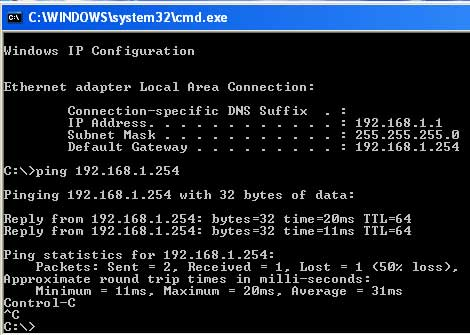 C:\WINDOWS\system32\cmd.exe
Windows IP Configuration
Ethernet adapter Local Area Connection:
Connection-specific DNS Suffix . :
IP Address. . . . . . . . . . . . : 192.168.1.1
Subnet Mask . . . . . . . . . . . : 255.255.255.0
Default Gateway . . . . . . . . . : 192.168.1.254
C:\>ping 192.168.1.254
Pinging 192.168.1.254 with 32 bytes of data:
Reply from 192.168.1.254: bytes=32 time=20ms TTL=64
Reply from 192.168.1.254: bytes=32 time=11ms TTL=64
Ping statistics for 192.168.1.254:
Packets: Sent = 2, Received = 1, Lost = 1 (50% loss),
Approximate round trip times in milli-seconds:
Minimum = 11ms, Maximum = 20ms, Average = 31ms
Control-C
^C
C:\>